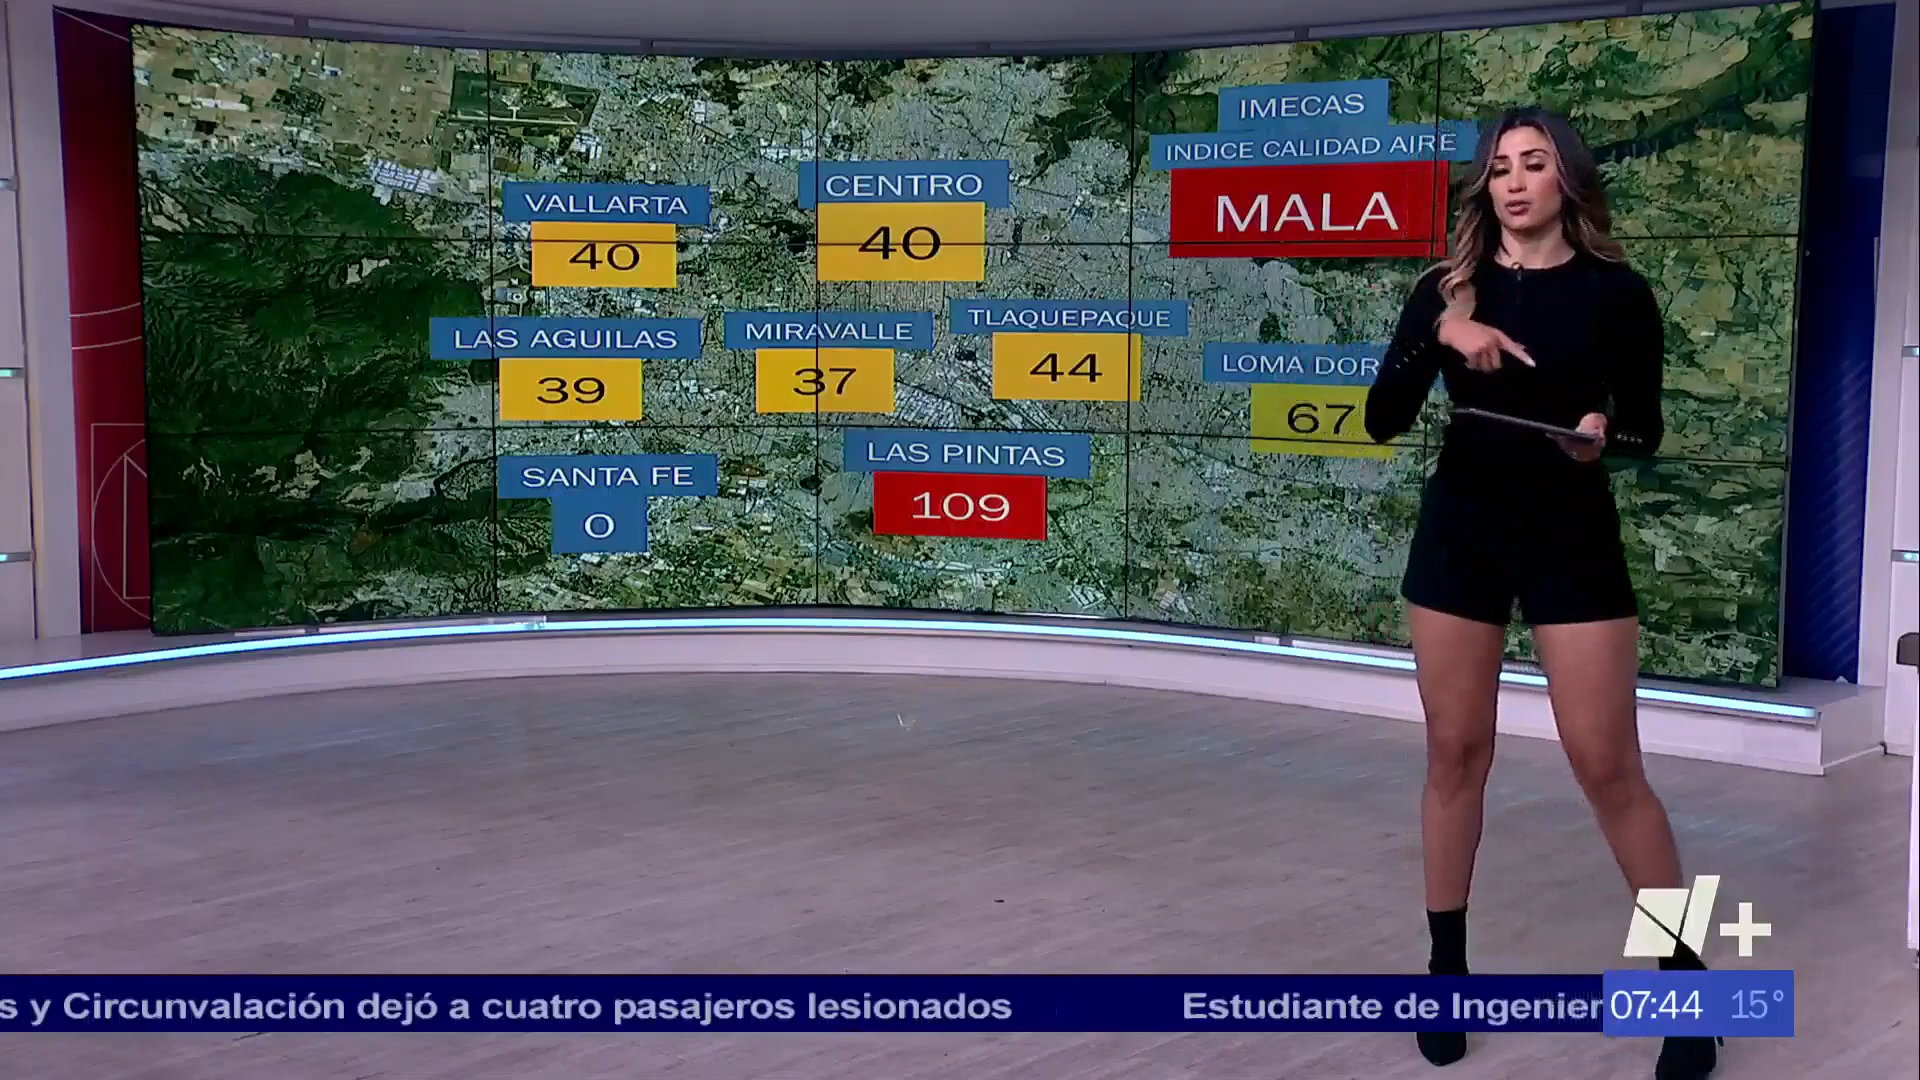 IMECAS
INDICE CALIDAD AIRE
MALA
VALLARTA
40
CENTRO
40
LAS AGUILAS
39
MIRAVALLE
37
TLAQUEPAQUE
44
LOMA DOR
67
SANTA FE
0
LAS PINTAS
109
s y Circunvalación dejó a cuatro pasajeros lesionados
Estudiante de Ingenier
07:44 15°